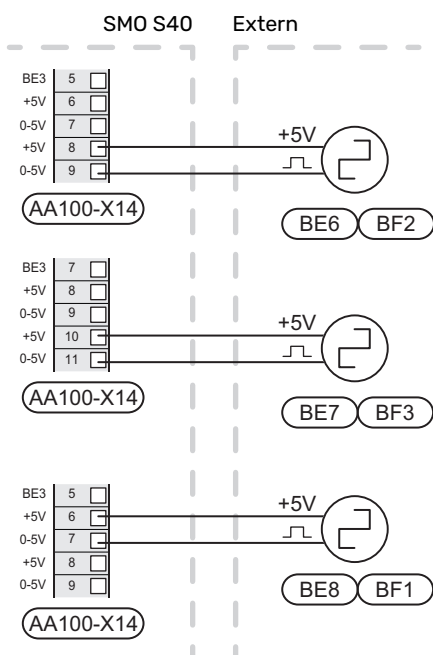 SMO S40 Extern
BE3 5
+5V 6
0-5V 7
+5V 8 +5V
0-5V 9
AA100-X14
BE6 BF2
BE3 7
+5V 8
0-5V 9
+5V 10 +5V
0-5V 11
AA100-X14
BE7 BF3
BE3 5
+5V 6 +5V
0-5V 7
+5V 8
0-5V 9
BE8 BF1
AA100-X14